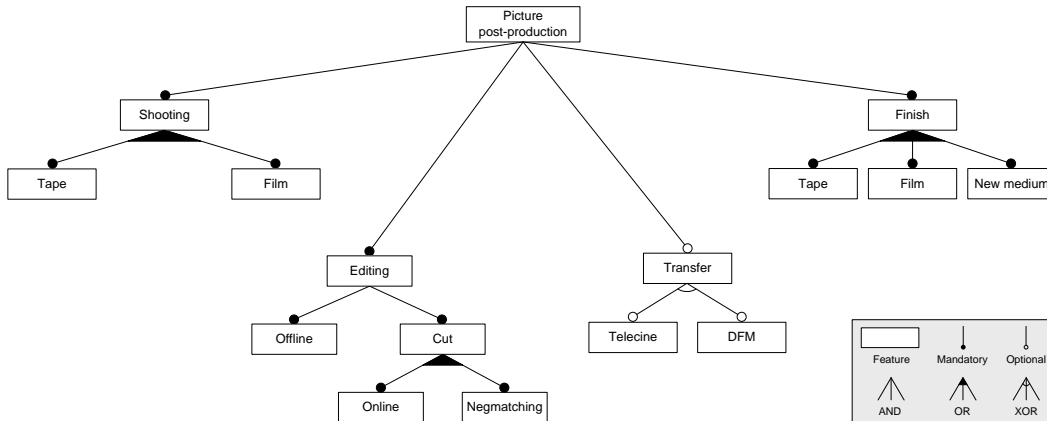 Picture
post-production
Shooting
Finish
Tape
Film
Tape
Film
New medium
Editing
Transfer
Offline
Cut
Telecine
DFM
Online
Negmatching
Feature
Mandatory
Optional
AND
OR
XOR